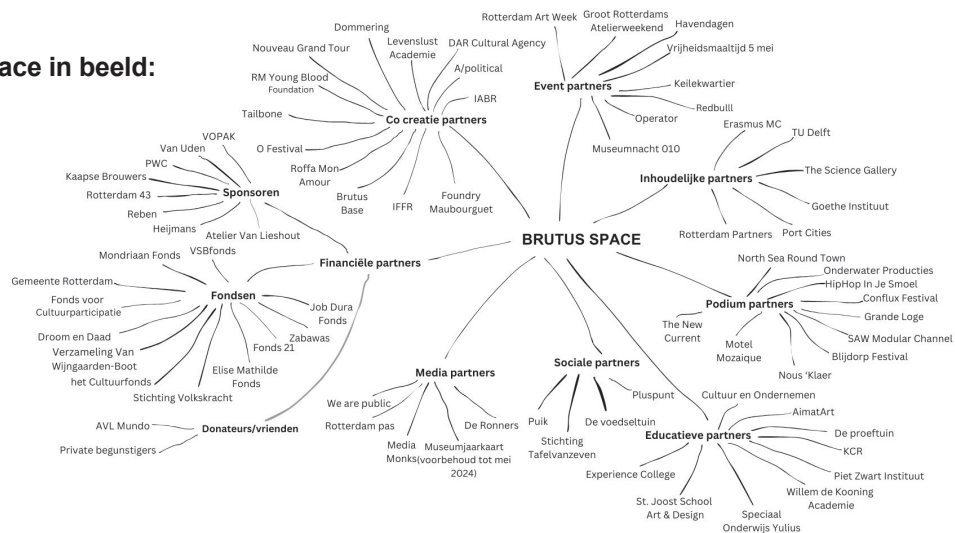 ace in beeld:
Rotterdam Art Week
Groot Rotterdams
Atelierweekend
Havendagen
Vrijheidsmaaltijd 5 mei
Keilekwartier
Redbulll
Operator
Museumnacht 010
Event partners
Dommering
Levenslust
Academie
DAR Cultural Agency
Nouveau Grand Tour
A/political
RM Young Blood
Foundation
IABR
Tailbone
Co creatie partners
O Festival
Roffa Mon
Amour
Brutus
Base
IFFR
Foundry
Maubourguet
Erasmus MC
TU Delft
The Science Gallery
Inhoudelijke partners
Goethe Instituut
Rotterdam Partners
Port Cities
VOPAK
Van Uden
PWC
Kaapse Brouwers
Rotterdam 43
Sponsoren
Reben
Heijmans
Atelier Van Lieshout
BRUTUS SPACE
Financiële partners
Mondriaan Fonds
VSBfonds
Gemeente Rotterdam
Fondsen
Fonds voor
Cultuurparticipatie
Job Dura
Fonds
Droom en Daad
Zabawas
Verzameling Van
Wijngaarden-Boot
Fonds 21
het Cultuurfonds
Elise Mathilde
Fonds
Stichting Volkskracht
AVL Mundo
Donateurs/vrienden
Private begunstigers
North Sea Round Town
Onderwater Producties
HipHop In Je Smoel
Conflux Festival
Podium partners
Grande Loge
The New
Current
SAW Modular Channel
Motel
Mozaique
Blijdorp Festival
Nous ‘Klaer
Media partners
We are public
Rotterdam pas
De Ronners
Media
Monks
Museumjaarkaart
(voorbehoud tot mei
2024)
Sociale partners
Pluspunt
Puik
De voedseltuin
Stichting
Tafelvanzeven
Cultuur en Ondernemen
AimatArt
De proeftuin
Educatieve partners
KCR
Experience College
Piet Zwart Instituut
St. Joost School
Art & Design
Willem de Kooning
Academie
Speciaal
Onderwijs Yulius